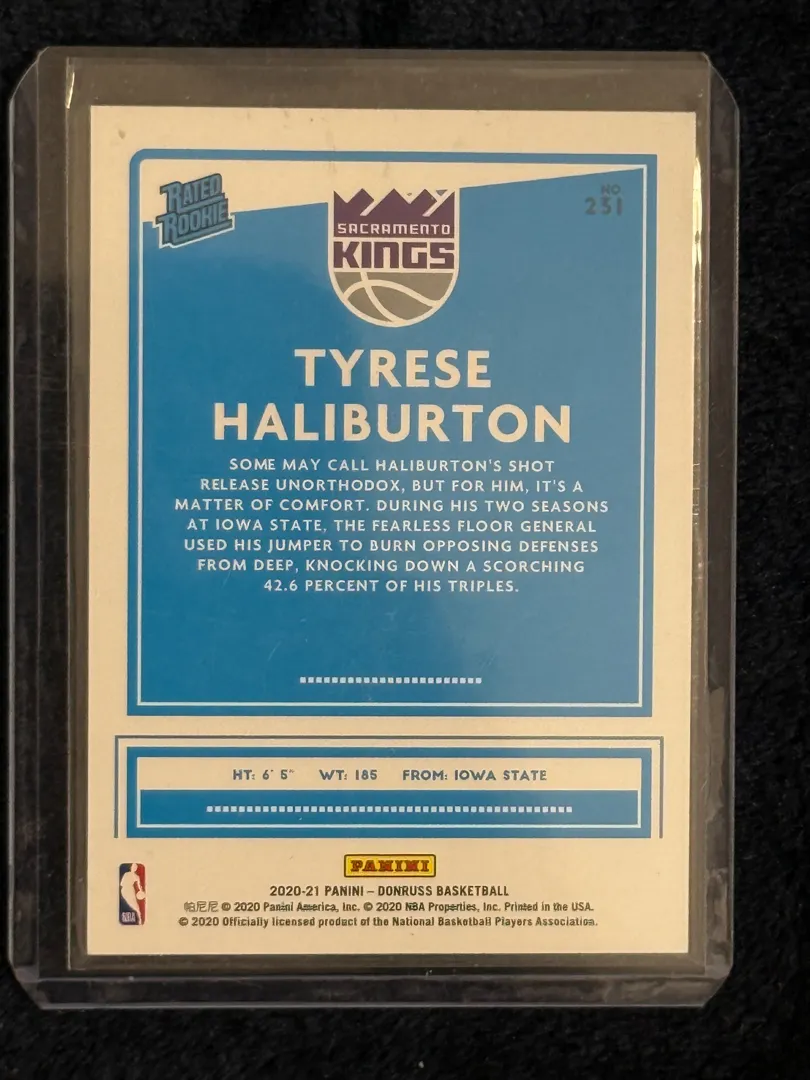 RATED
ROOKIE
NO
231
SACRAMENTO
KINGS
TYRESE
HALIBURTON
SOME MAY CALL HALIBURTON'S SHOT
RELEASE UNORTHODOX, BUT FOR HIM, IT'S A
MATTER OF COMFORT. DURING HIS TWO SEASONS
AT IOWA STATE, THE FEARLESS FLOOR GENERAL
USED HIS JUMPER TO BURN OPPOSING DEFENSES
FROM DEEP, KNOCKING DOWN A SCORCHING
42.6 PERCENT OF HIS TRIPLES.
HT: 6' 5" WT: 185 FROM: IOWA STATE
PANINI
2020-21 PANINI – DONRUSS BASKETBALL
帕尼尼 © 2020 Panini America, Inc. © 2020 NBA Properties, Inc. Printed in the USA.
© 2020 Officially licensed product of the National Basketball Players Association.
NBA